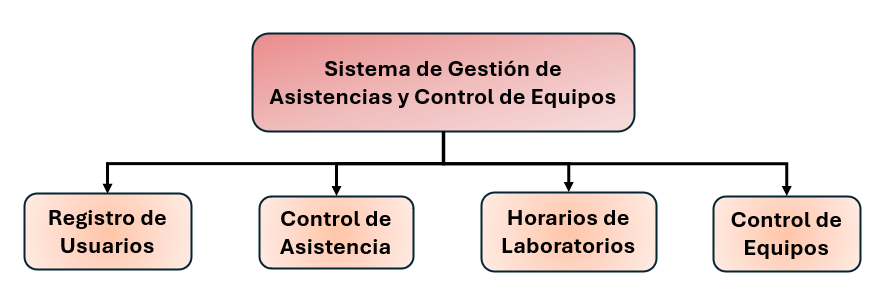 Sistema de Gestión de
Asistencias y Control de Equipos
Registro de
Usuarios
Control de
Asistencia
Horarios de
Laboratorios
Control de
Equipos